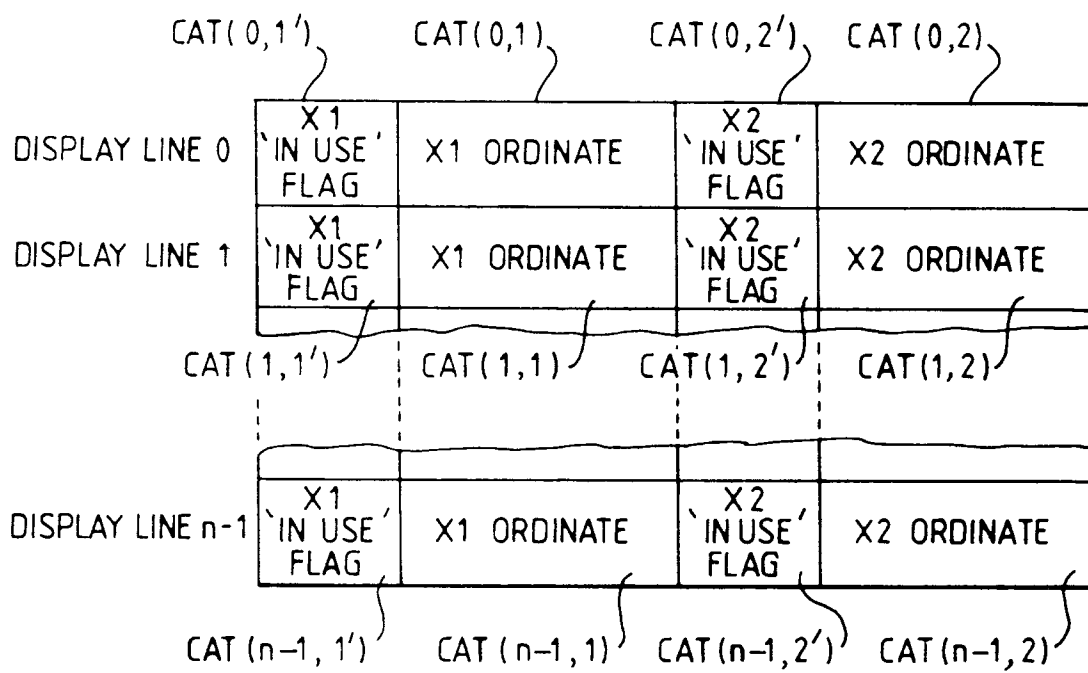 CAT(0,1′) CAT(0,1) CAT(0,2′) CAT(0,2)
DISPLAY LINE 0 X1 `IN USE′ FLAG X1 ORDINATE X2 `IN USE′ FLAG X2 ORDINATE
DISPLAY LINE 1 X1 `IN USE′ FLAG X1 ORDINATE X2 `IN USE′ FLAG X2 ORDINATE
CAT(1,1′) CAT(1,1) CAT(1,2′) CAT(1,2)
DISPLAY LINE n-1 X1 `IN USE′ FLAG X1 ORDINATE X2 `IN USE′ FLAG X2 ORDINATE
CAT(n-1,1′) CAT(n-1,1) CAT(n-1,2′) CAT(n-1,2)